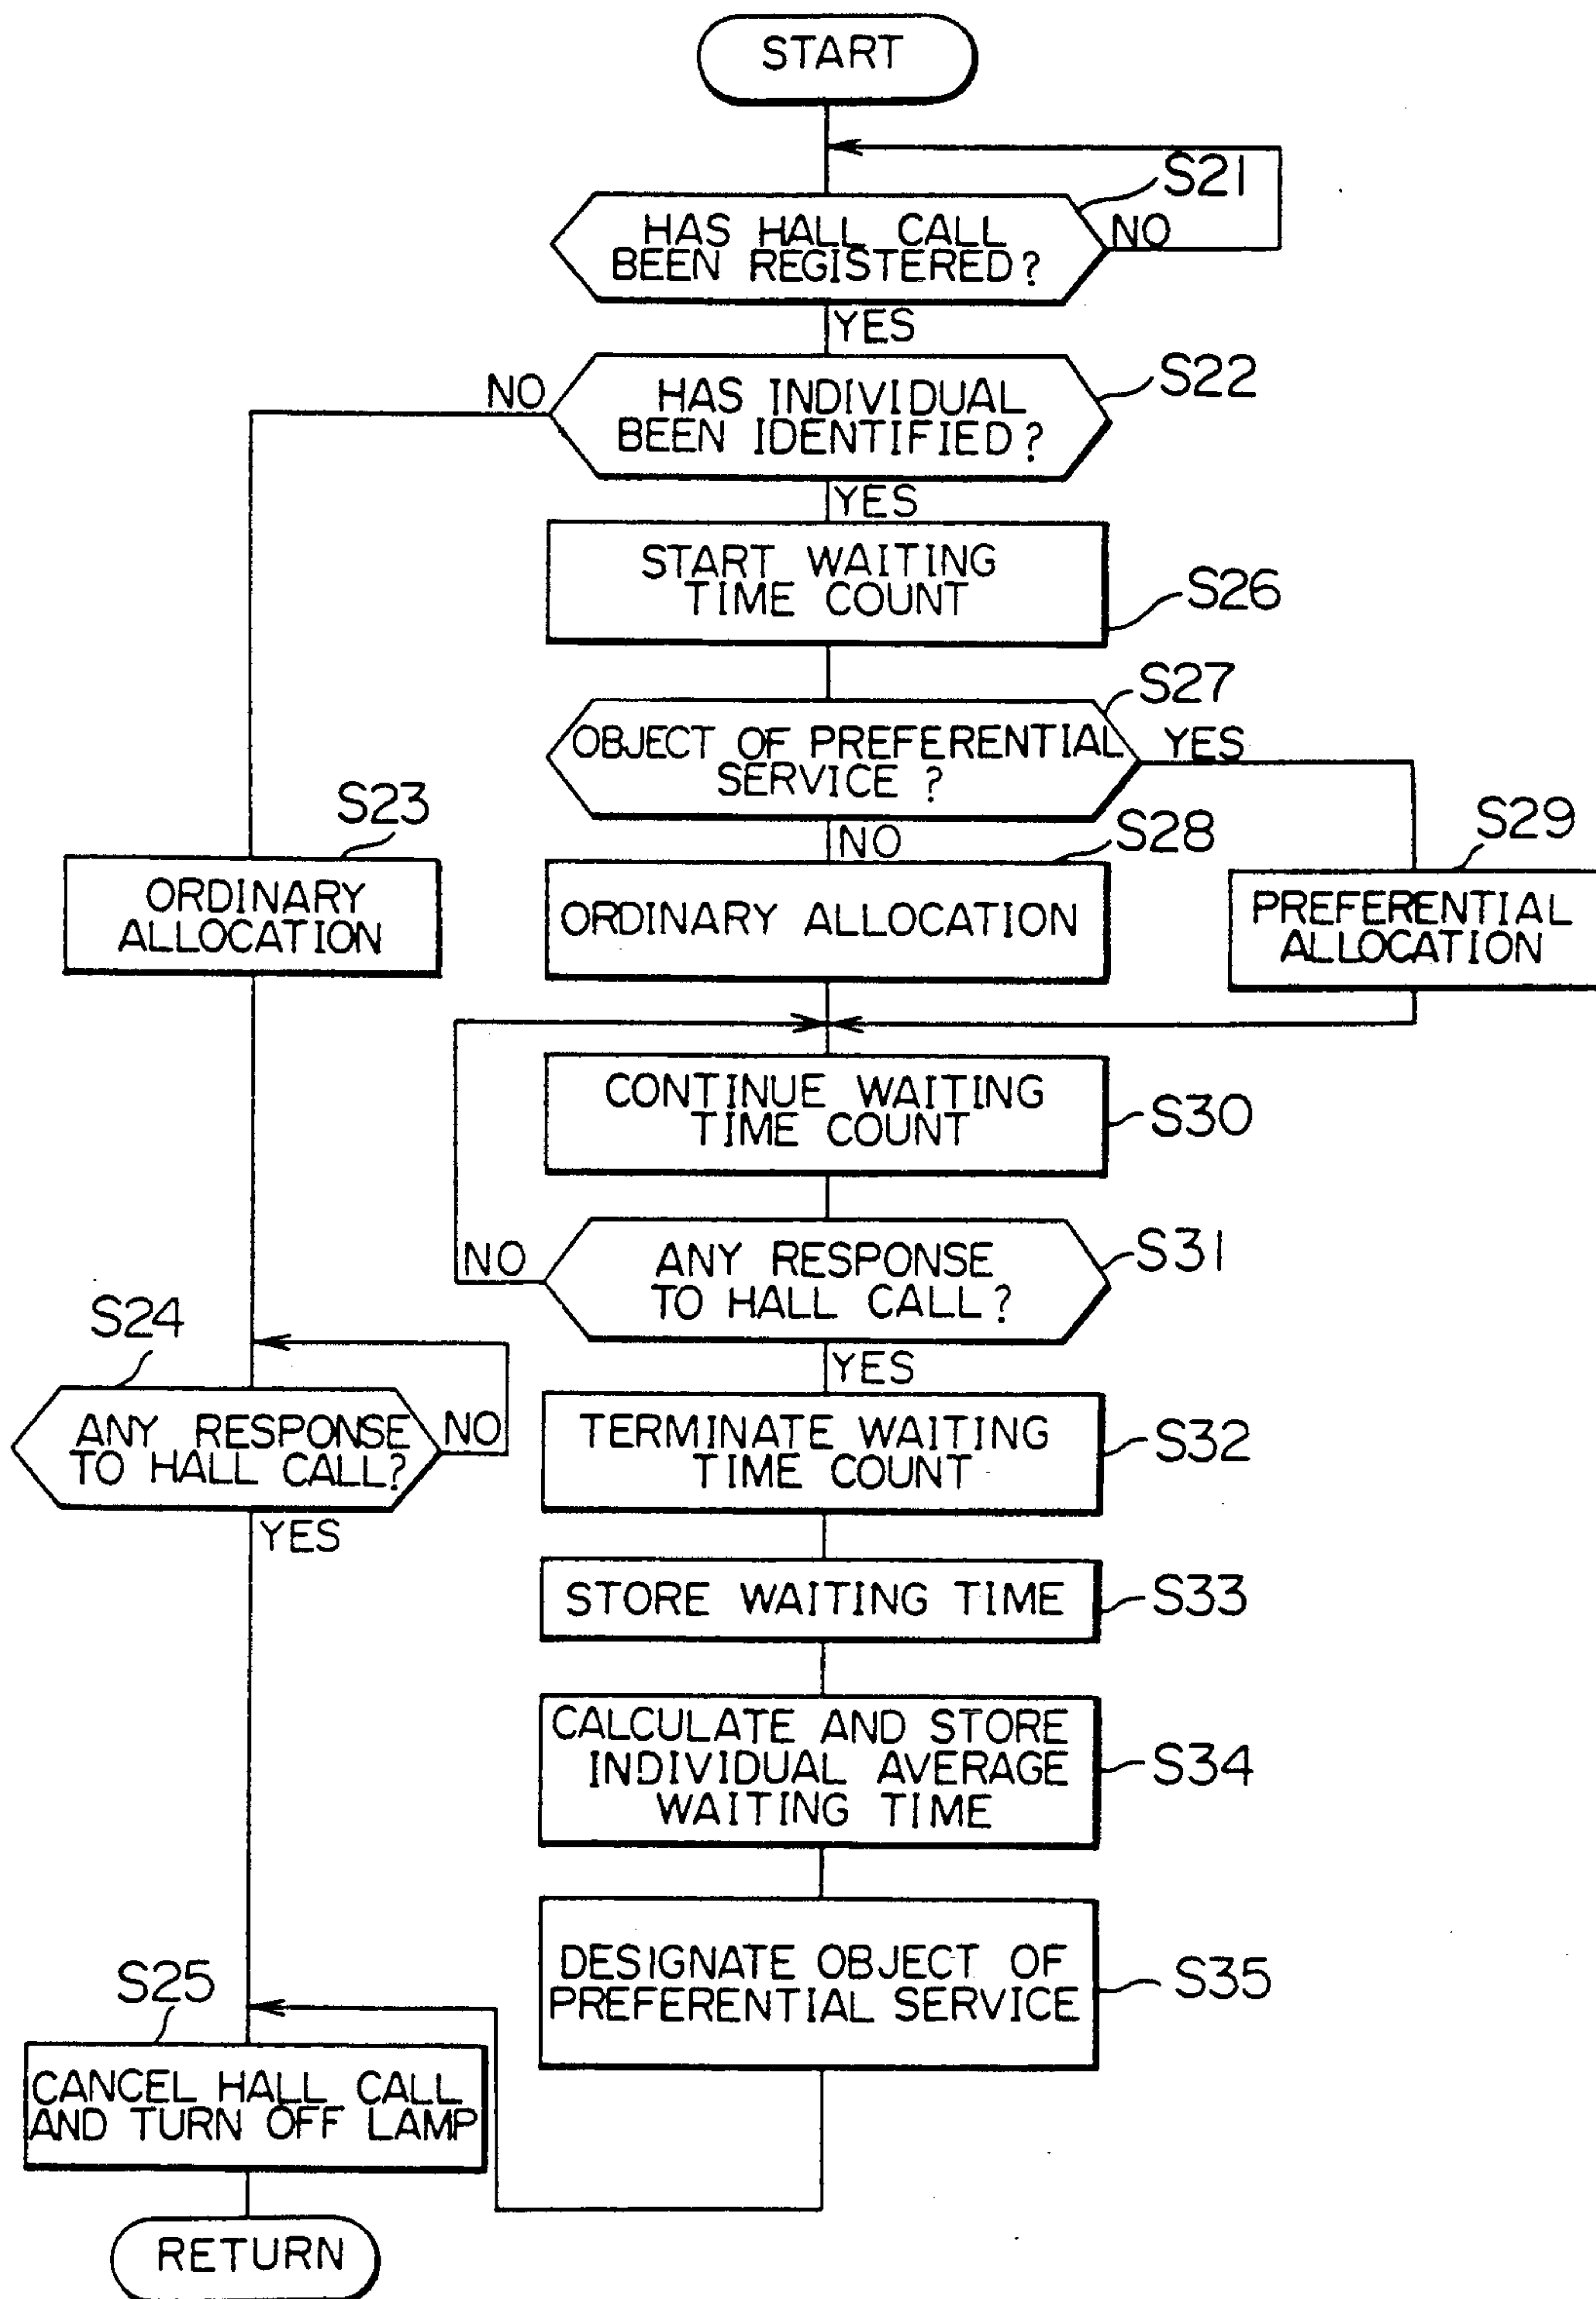 START
S21
HAS HALL CALL
BEEN REGISTERED?
NO
YES
S22
NO
HAS INDIVIDUAL
BEEN IDENTIFIED?
YES
START WAITING
TIME COUNT
S26
S27
OBJECT OF PREFERENTIAL
SERVICE ?
YES
NO
S23
ORDINARY
ALLOCATION
S28
ORDINARY ALLOCATION
S29
PREFERENTIAL
ALLOCATION
CONTINUE WAITING
TIME COUNT
S30
NO
ANY RESPONSE
TO HALL CALL?
S31
YES
S24
ANY RESPONSE
TO HALL CALL?
NO
YES
TERMINATE WAITING
TIME COUNT
S32
STORE WAITING TIME
S33
CALCULATE AND STORE
INDIVIDUAL AVERAGE
WAITING TIME
S34
DESIGNATE OBJECT OF
PREFERENTIAL SERVICE
S35
S25
CANCEL HALL CALL
AND TURN OFF LAMP
RETURN